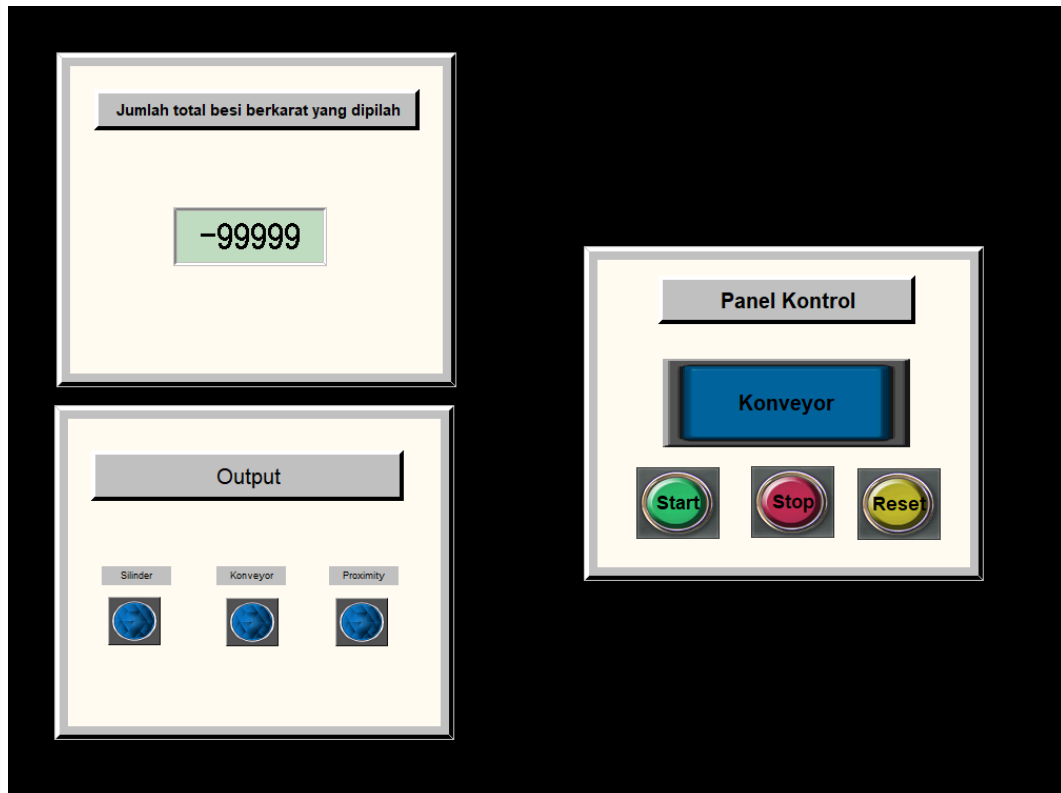 Jumlah total besi berkarat yang dipilah
-99999
Output
Silinder
Konveyor
Proximity
Panel Kontrol
Konveyor
Start
Stop
Reset